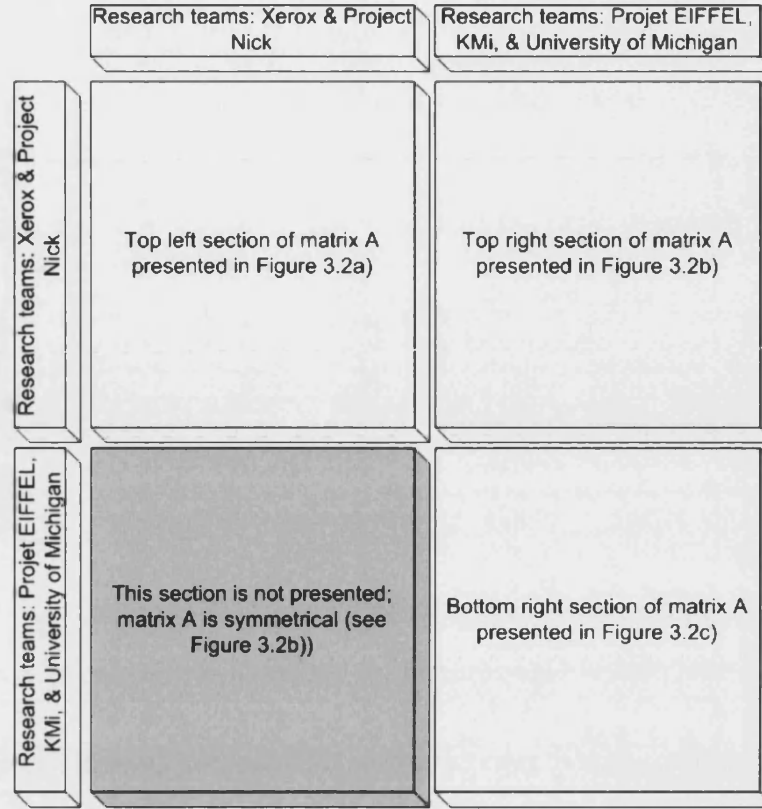 Research teams: Xerox & Project
Nick
Research teams: Projet EIFFEL,
KMi, & University of Michigan
Research teams: Xerox & Project
Nick
Top left section of matrix A
presented in Figure 3.2a)
Top right section of matrix A
presented in Figure 3.2b)
Research teams: Projet EIFFEL,
KMi, & University of Michigan
This section is not presented;
matrix A is symmetrical (see
Figure 3.2b))
Bottom right section of matrix A
presented in Figure 3.2c)